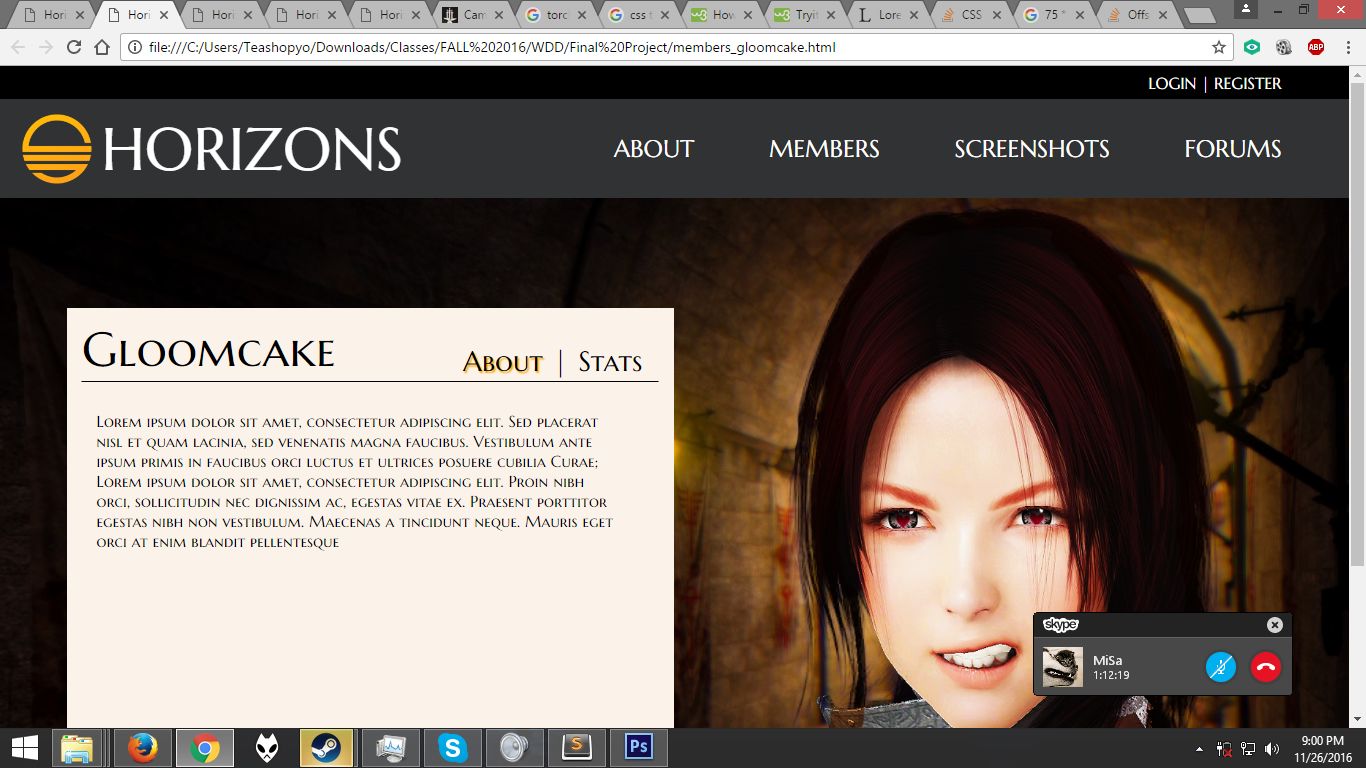 Hori
Hori
Hori
Hori
Hori
Cam
torc
css t
How
Tryit
Lore
CSS
75 *
Offs
file:///C:/Users/Teashopyo/Downloads/Classes/FALL%202016/WDD/Final%20Project/members_gloomcake.html
ABP
LOGIN | REGISTER
HORIZONS
ABOUT MEMBERS SCREENSHOTS FORUMS
Gloomcake
About | Stats
Lorem ipsum dolor sit amet, consectetur adipiscing elit. Sed placerat
nisl et quam lacinia, sed venenatis magna faucibus. Vestibulum ante
ipsum primis in faucibus orci luctus et ultrices posuere cubilia Curae;
Lorem ipsum dolor sit amet, consectetur adipiscing elit. Proin nibh
orci, sollicitudin nec dignissim ac, egestas vitae ex. Praesent porttitor
egestas nibh non vestibulum. Maecenas a tincidunt neque. Mauris eget
orci at enim blandit pellentesque
skype
MiSa
1:12:19
S
S
Ps
9:00 PM
11/26/2016